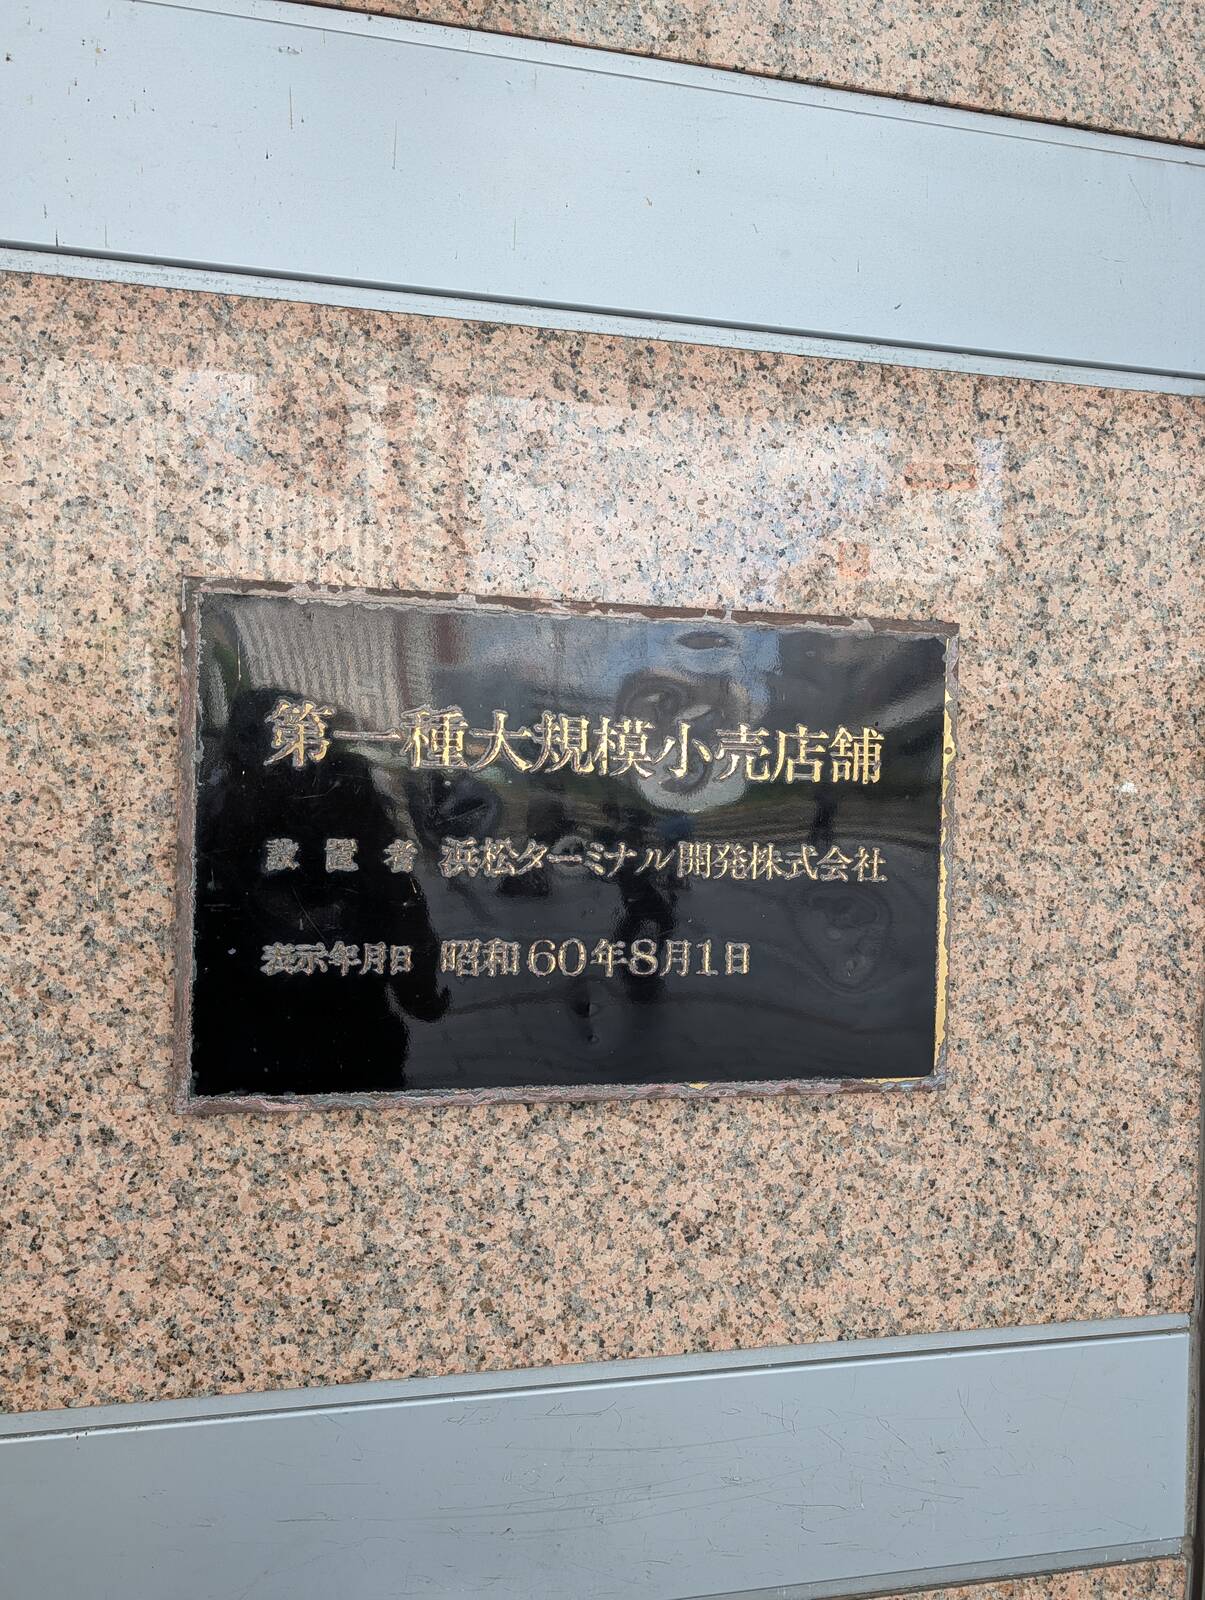 第一種大規模小売店舗
設置者 浜松ターミナル開発株式会社
表示年月日 昭和60年8月1日